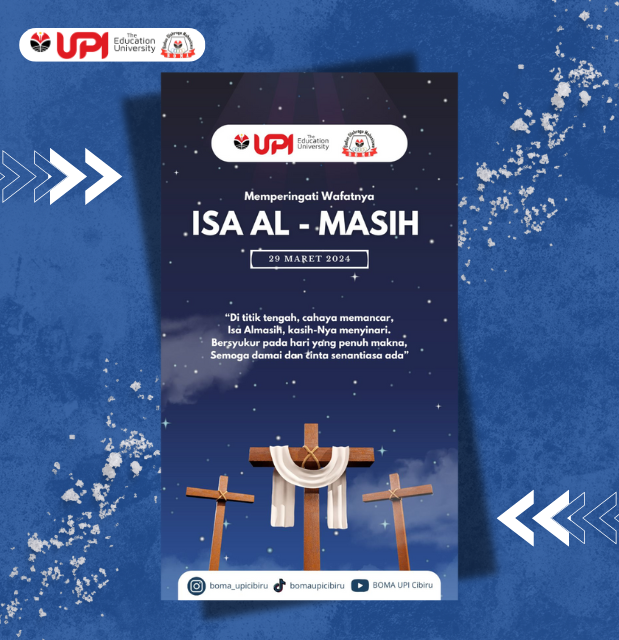 UPI
The
Education
University
UPI
The
Education
University
Memperingati Wafatnya
ISA AL - MASIH
29 MARET 2024
“Di titik tengah, cahaya memancar,
Isa Almasih, kasih-Nya menyinari.
Bersyukur pada hari yang penuh makna,
Semoga damai dan cinta senantiasa ada”
boma_upicibiru
bomaupicibiru
BOMA UPI Cibiru